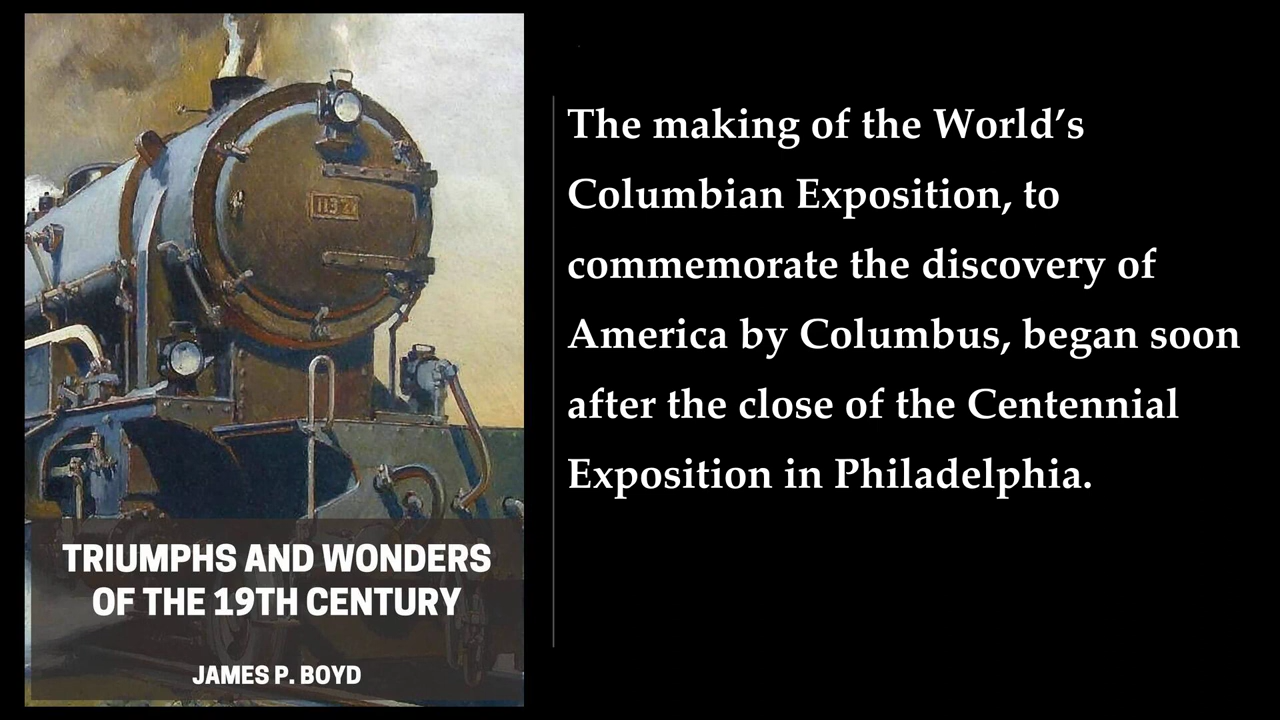 TRIUMPHS AND WONDERS
OF THE 19TH CENTURY
JAMES P. BOYD
The making of the World’s
Columbian Exposition, to
commemorate the discovery of
America by Columbus, began soon
after the close of the Centennial
Exposition in Philadelphia.